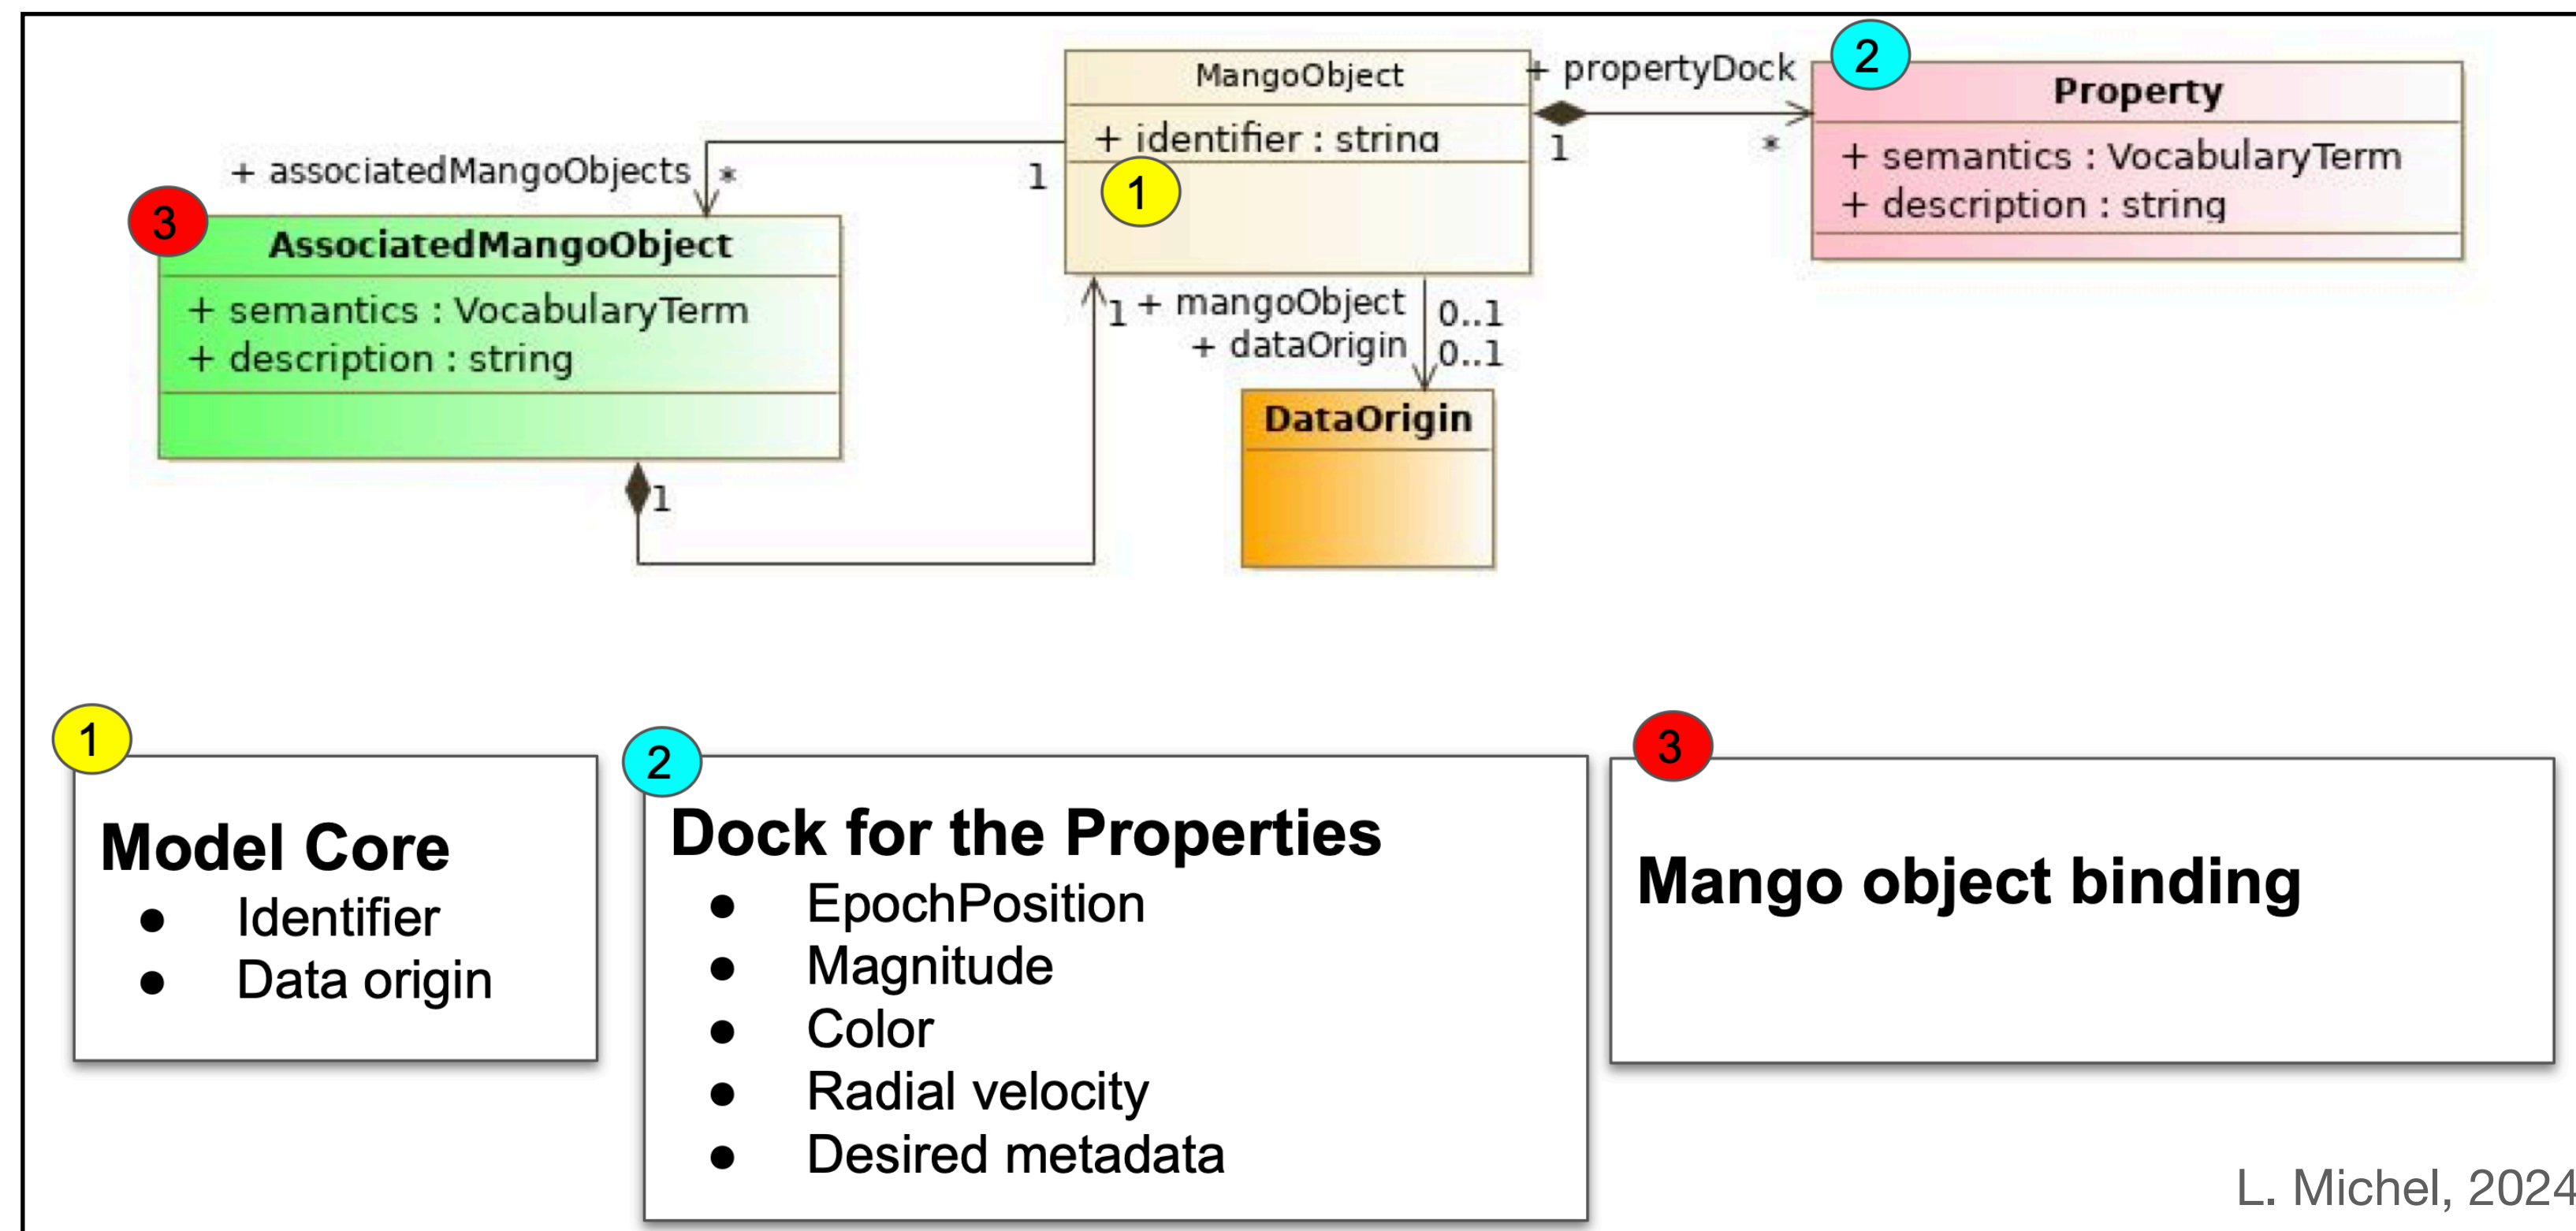 MangoObject
+ identifier : string
1
+ propertyDock
1
*
2
Property
+ semantics : VocabularyTerm
+ description : string
+ associatedMangoObjects
*
1
3
AssociatedMangoObject
+ semantics : VocabularyTerm
+ description : string
1
1
+ mangoObject
0..1
+ dataOrigin
0..1
DataOrigin
1
Model Core
● Identifier
● Data origin
2
Dock for the Properties
● EpochPosition
● Magnitude
● Color
● Radial velocity
● Desired metadata
3
Mango object binding
L. Michel, 2024